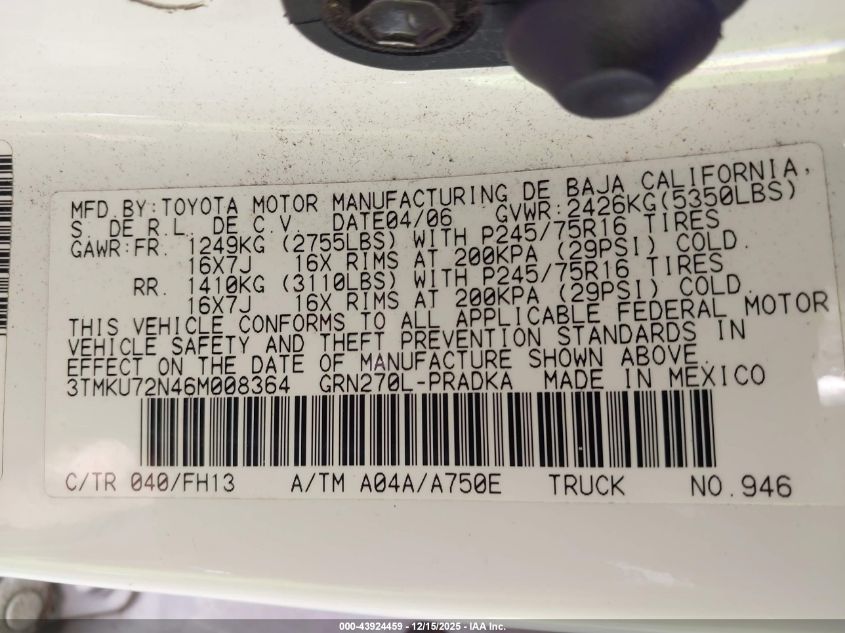 MFD.BY:TOYOTA MOTOR MANUFACTURING DE BAJA CALIFORNIA,
S. DE R.L. DE C.V. DATE04/06 GVWR:2426KG(5350LBS)
GAWR:FR. 1249KG (2755LBS) WITH P245/75R16 TIRES
16X7J 16X RIMS AT 200KPA (29PSI) COLD.
RR. 1410KG (3110LBS) WITH P245/75R16 TIRES
16X7J 16X RIMS AT 200KPA (29PSI) COLD.
THIS VEHICLE CONFORMS TO ALL APPLICABLE FEDERAL MOTOR
VEHICLE SAFETY AND THEFT PREVENTION STANDARDS IN
EFFECT ON THE DATE OF MANUFACTURE SHOWN ABOVE.
3TMKU72N46M008364 GRN270L-PRADKA MADE IN MEXICO
C/TR 040/FH13 A/TM A04A/A750E TRUCK NO.946
000-43924459 - 12/15/2025 - IAA Inc.